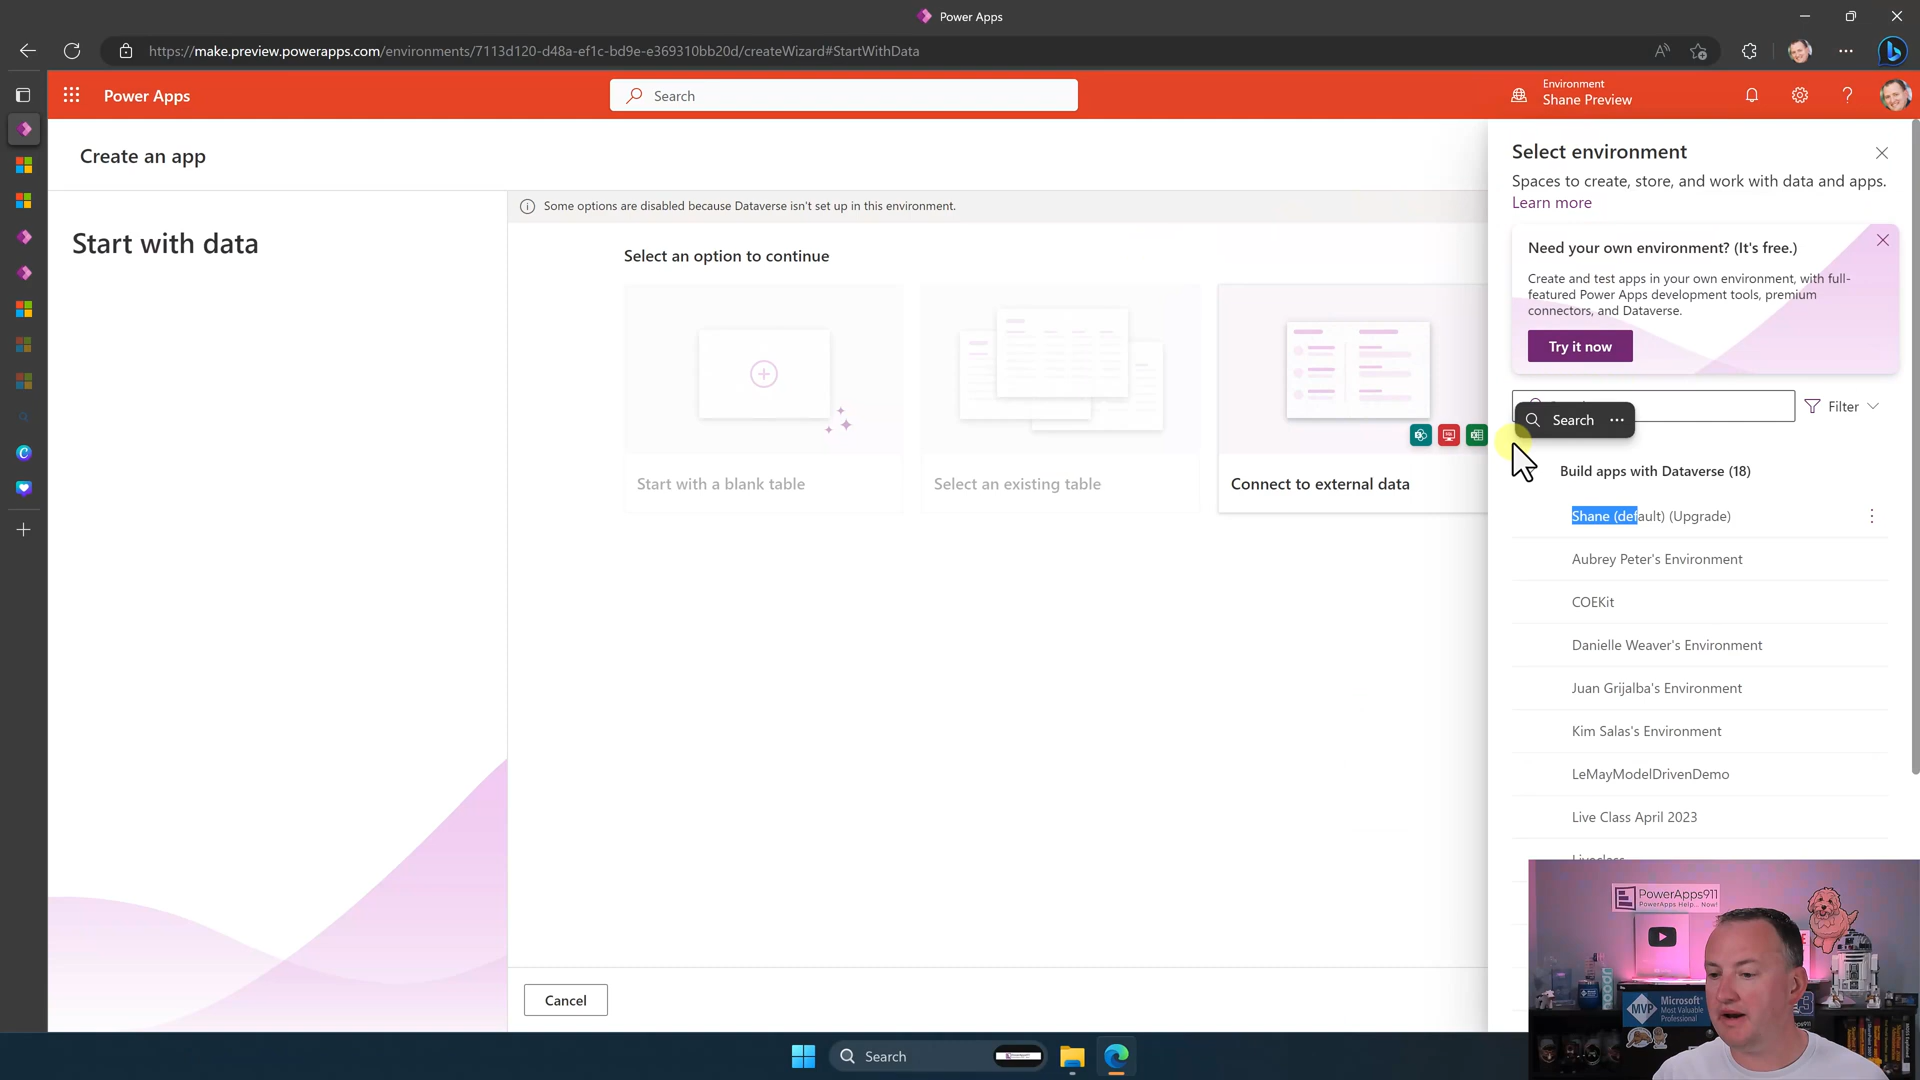 Power Apps
https://make.preview.powerapps.com/environments/7113d120-d48a-ef1c-bd9e-e369310bb20d/createWizard#StartWithData
Power Apps
Search
Environment
Shane Preview
Create an app
Select environment
Spaces to create, store, and work with data and apps.
Learn more
Start with data
Some options are disabled because Dataverse isn't set up in this environment.
Select an option to continue
Need your own environment? (It's free.)
Create and test apps in your own environment, with full-
featured Power Apps development tools, premium
connectors, and Dataverse.
Try it now
Filter
Search
Start with a blank table
Select an existing table
Connect to external data
Build apps with Dataverse (18)
Shane (default) (Upgrade)
Aubrey Peter's Environment
COEKit
Danielle Weaver's Environment
Juan Grijalba's Environment
Kim Salas's Environment
LeMayModelDrivenDemo
Live Class April 2023
PowerApps911
PowerApps Help... Now!
Microsoft
MVP Most Valuable
Professional
Cancel
Search